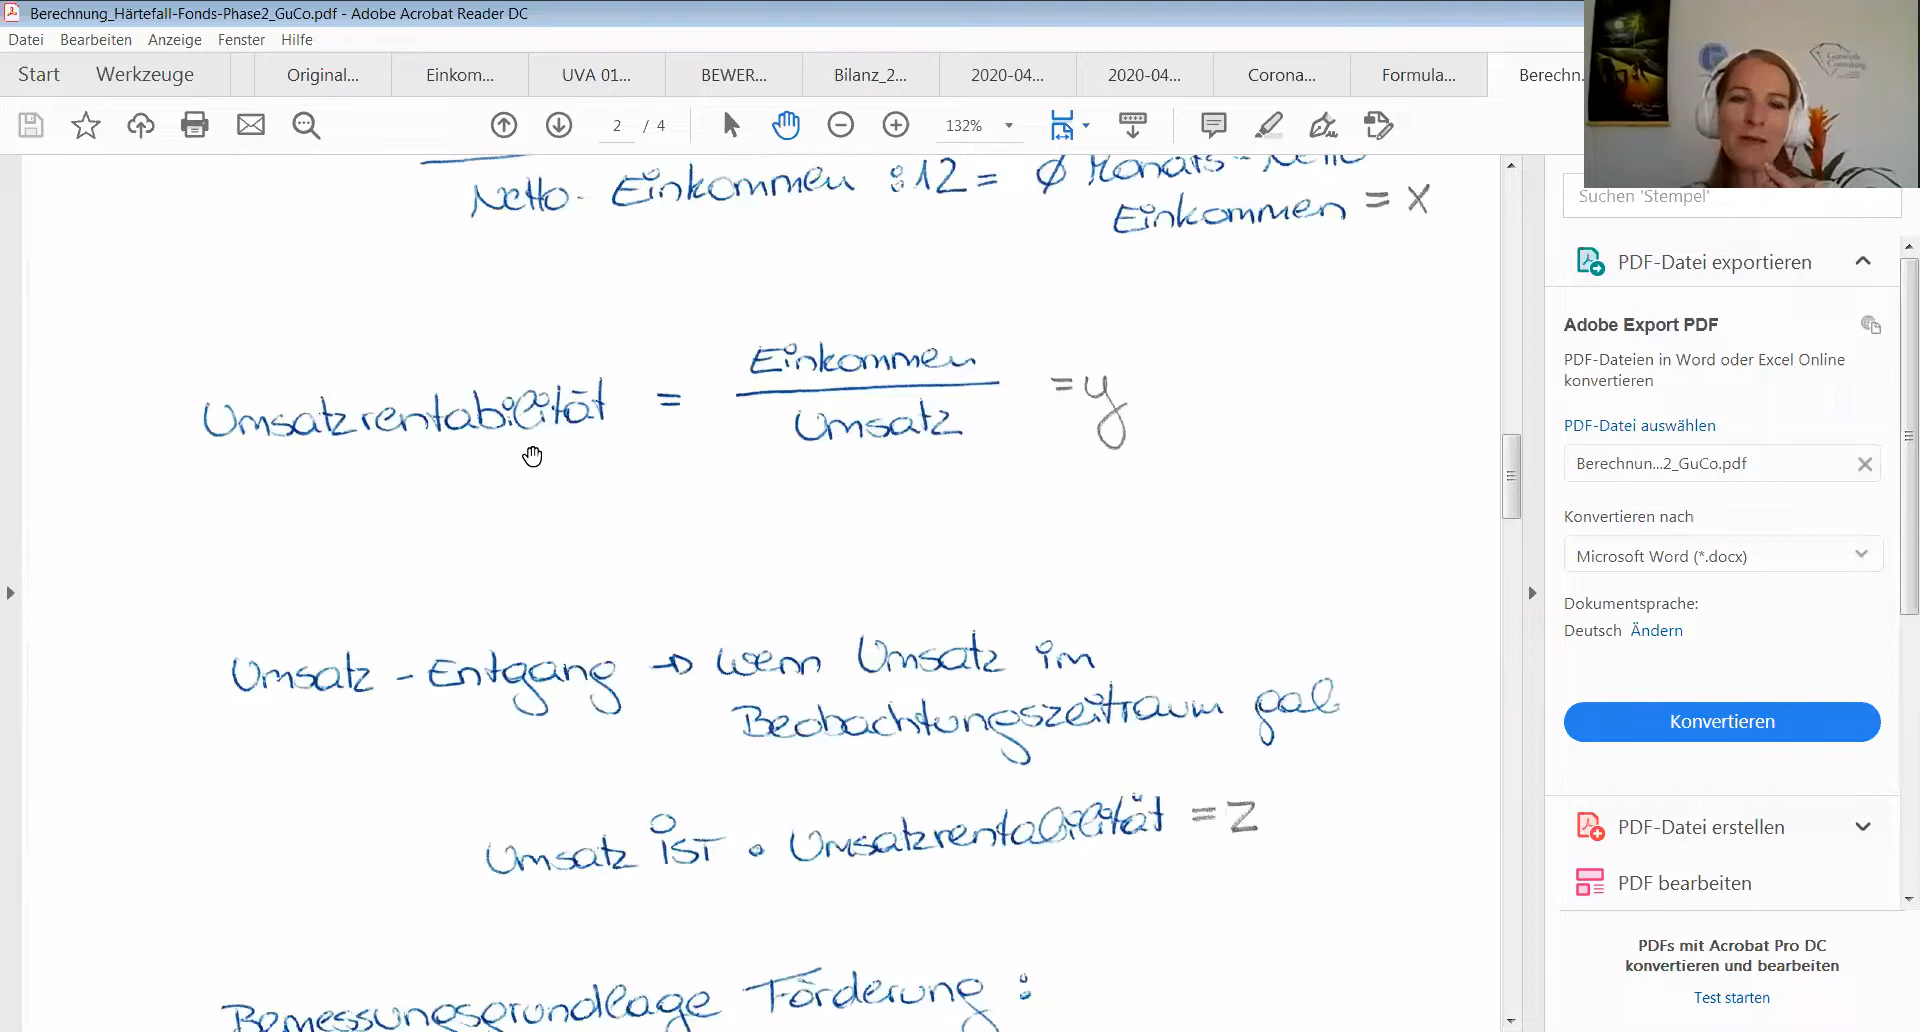 Berechnung_Härtefall-Fonds-Phase2_GuCo.pdf - Adobe Acrobat Reader DC
Datei Bearbeiten Anzeige Fenster Hilfe
Start Werkzeuge Original... Einkom... UVA 01... BEWER... Bilanz_2... 2020-04... 2020-04... Corona... Formula... Berechn.
2 / 4 132%
Netto- Einkommen :12 = Ø Monats-Netto
Einkommen = x
Umsatzrentabilität = Einkommen
Umsatz
= y
Umsatz - Entgang → wenn Umsatz im
Beobachtungszeitraum gab
Umsatz IST • Umsatzrentabilität = z
Bemessungsgrundlage Förderung :
Suchen 'Stempel'
PDF-Datei exportieren
Adobe Export PDF
PDF-Dateien in Word oder Excel Online
konvertieren
PDF-Datei auswählen
Berechnun...2_GuCo.pdf
Konvertieren nach
Microsoft Word (*.docx)
Dokumentsprache:
Deutsch Ändern
Konvertieren
PDF-Datei erstellen
PDF bearbeiten
PDFs mit Acrobat Pro DC
konvertieren und bearbeiten
Test starten